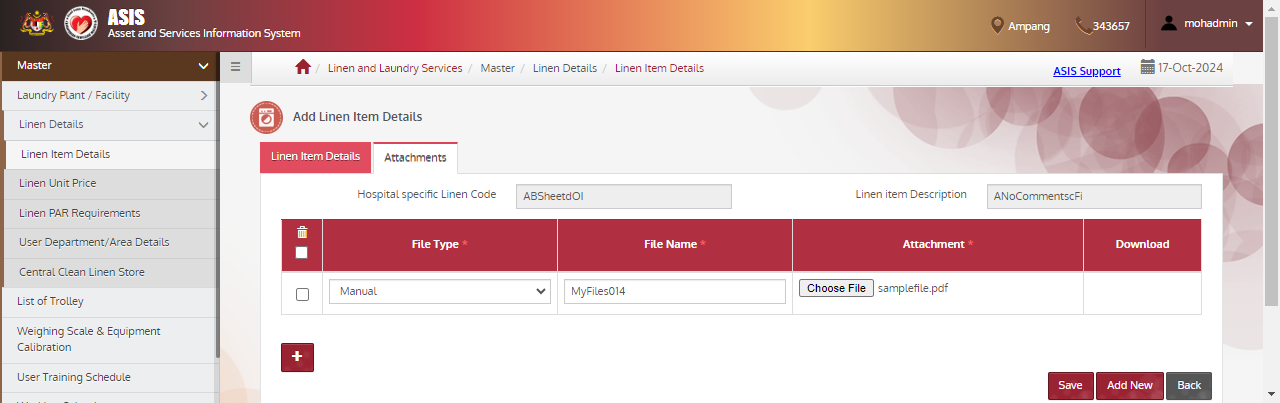 ASIS
Asset and Services Information System
Ampang
343657
mohadmin
Master
Laundry Plant / Facility
Linen Details
Linen Item Details
Linen Unit Price
Linen PAR Requirements
User Department/Area Details
Central Clean Linen Store
List of Trolley
Weighing Scale & Equipment
Calibration
User Training Schedule
/ Linen and Laundry Services / Master / Linen Details / Linen Item Details
ASIS Support
17-Oct-2024
Add Linen Item Details
Linen Item Details
Attachments
Hospital specific Linen Code
ABSheetdOI
Linen item Description
ANoCommentscFi
File Type *
File Name *
Attachment *
Download
Manual
MyFiles014
Choose File samplefile.pdf
+
Save
Add New
Back